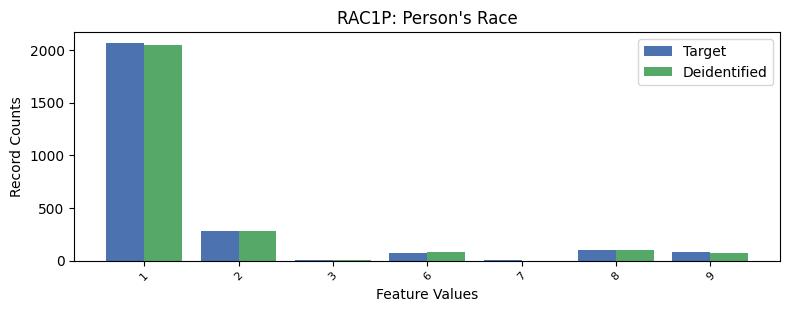 RAC1P: Person's Race
Record Counts
2000
1500
1000
500
0
Target
Deidentified
1 2 3 6 7 8 9
Feature Values